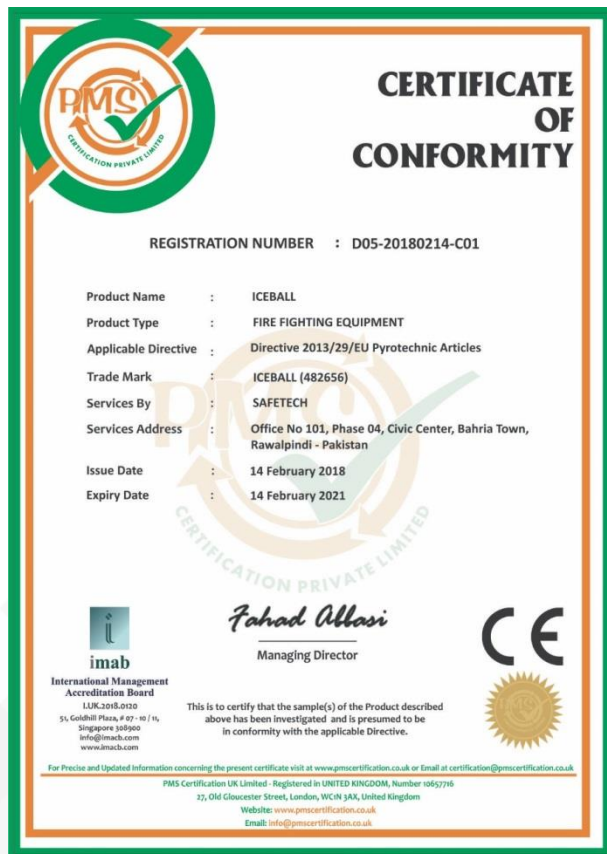 PMS
CERTIFICATION PRIVATE LIMITED
CERTIFICATE
OF
CONFORMITY
REGISTRATION NUMBER : D05-20180214-C01
Product Name : ICEBALL
Product Type : FIRE FIGHTING EQUIPMENT
Applicable Directive : Directive 2013/29/EU Pyrotechnic Articles
Trade Mark : ICEBALL (482656)
Services By : SAFETECH
Services Address : Office No 101, Phase 04, Civic Center, Bahria Town,
Rawalpindi - Pakistan
Issue Date : 14 February 2018
Expiry Date : 14 February 2021
PMS
CERTIFICATION PRIVATE LIMITED
Fahad Abbasi
Managing Director
imab
International Management
Accreditation Board
I.UK.2018.0120
51, Goldhill Plaza, # 07 - 10 / 11,
Singapore 308900
info@imacb.com
www.imacb.com
This is to certify that the sample(s) of the Product described
above has been investigated and is presumed to be
in conformity with the applicable Directive.
CE
For Precise and Updated Information concerning the present certificate visit at www.pmscertification.co.uk or Email at certification@pmscertification.co.uk
PMS Certification UK Limited - Registered in UNITED KINGDOM, Number 10657716
27, Old Gloucester Street, London, WC1N 3AX, United Kingdom
Website: www.pmscertification.co.uk
Email: info@pmscertification.co.uk